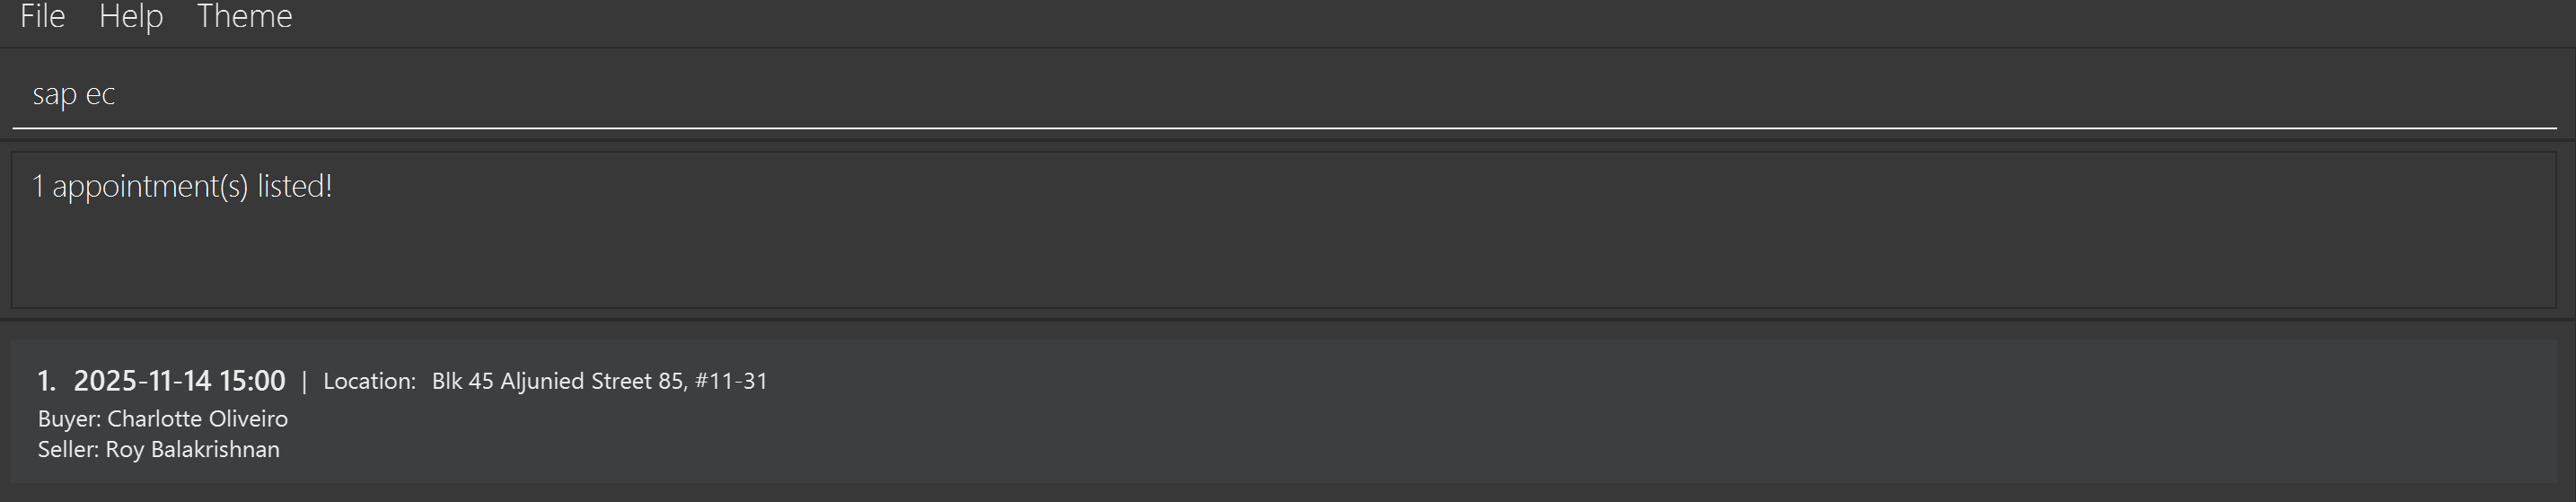 File Help Theme
sap ec
1 appointment(s) listed!
1. 2025-11-14 15:00 | Location: Blk 45 Aljunied Street 85, #11-31
Buyer: Charlotte Oliveiro
Seller: Roy Balakrishnan